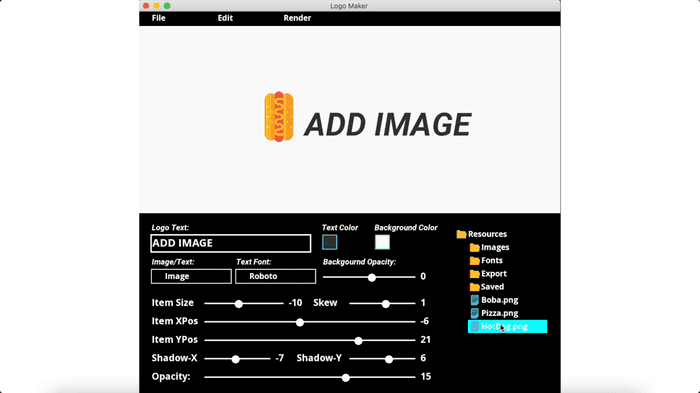 Logo Maker
File Edit Render
ADD IMAGE
Logo Text: Text Color Background Color
ADD IMAGE
Image/Text: Text Font: Backgournd Opacity:
Image Roboto 0
Item Size -10 Skew 1
Item XPos -6
Item YPos 21
Shadow-X -7 Shadow-Y 6
Opacity: 15
Resources
Images
Fonts
Export
Saved
Boba.png
Pizza.png
Hotdog.png